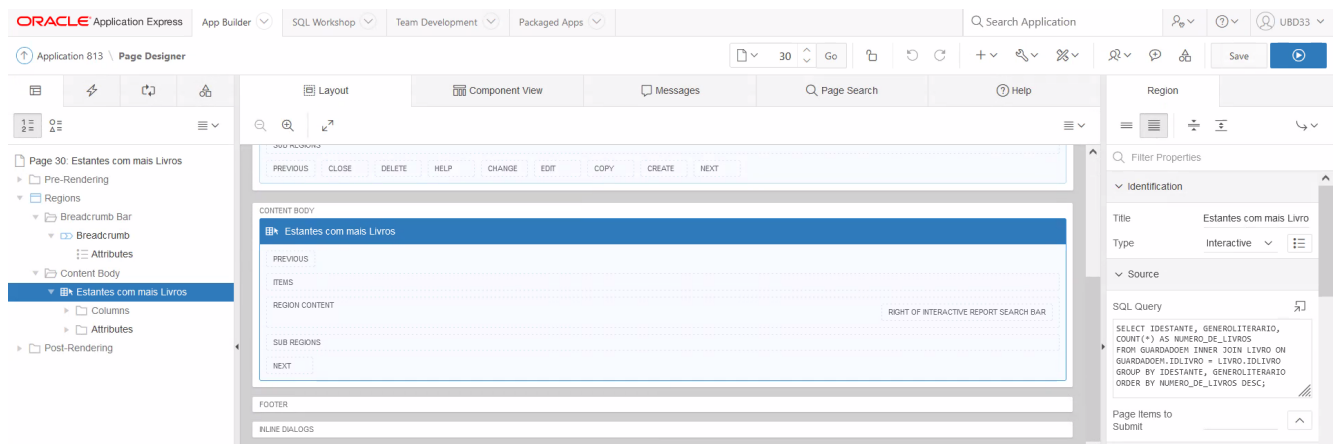 ORACLE Application Express App Builder SQL Workshop Team Development Packaged Apps Search Application UBD33
Application 813 \ Page Designer 30 Go Save
Layout Component View Messages Page Search Help Region
Page 30: Estantes com mais Livros
Pre-Rendering
Regions
Breadcrumb Bar
Breadcrumb
Attributes
Content Body
Estantes com mais Livros
Columns
Attributes
Post-Rendering
SUB REGIONS
PREVIOUS CLOSE DELETE HELP CHANGE EDIT COPY CREATE NEXT
CONTENT BODY
Estantes com mais Livros
PREVIOUS
ITEMS
REGION CONTENT
RIGHT OF INTERACTIVE REPORT SEARCH BAR
SUB REGIONS
NEXT
FOOTER
INLINE DIALOGS
Filter Properties
Identification
Title Estantes com mais Livro
Type Interactive
Source
SQL Query
SELECT IDESTANTE, GENEROLITERARIO,
COUNT(*) AS NUMERO_DE_LIVROS
FROM GUARDADOEM INNER JOIN LIVRO ON
GUARDADOEM.IDLIVRO = LIVRO.IDLIVRO
GROUP BY IDESTANTE, GENEROLITERARIO
ORDER BY NUMERO_DE_LIVROS DESC;
Page Items to
Submit